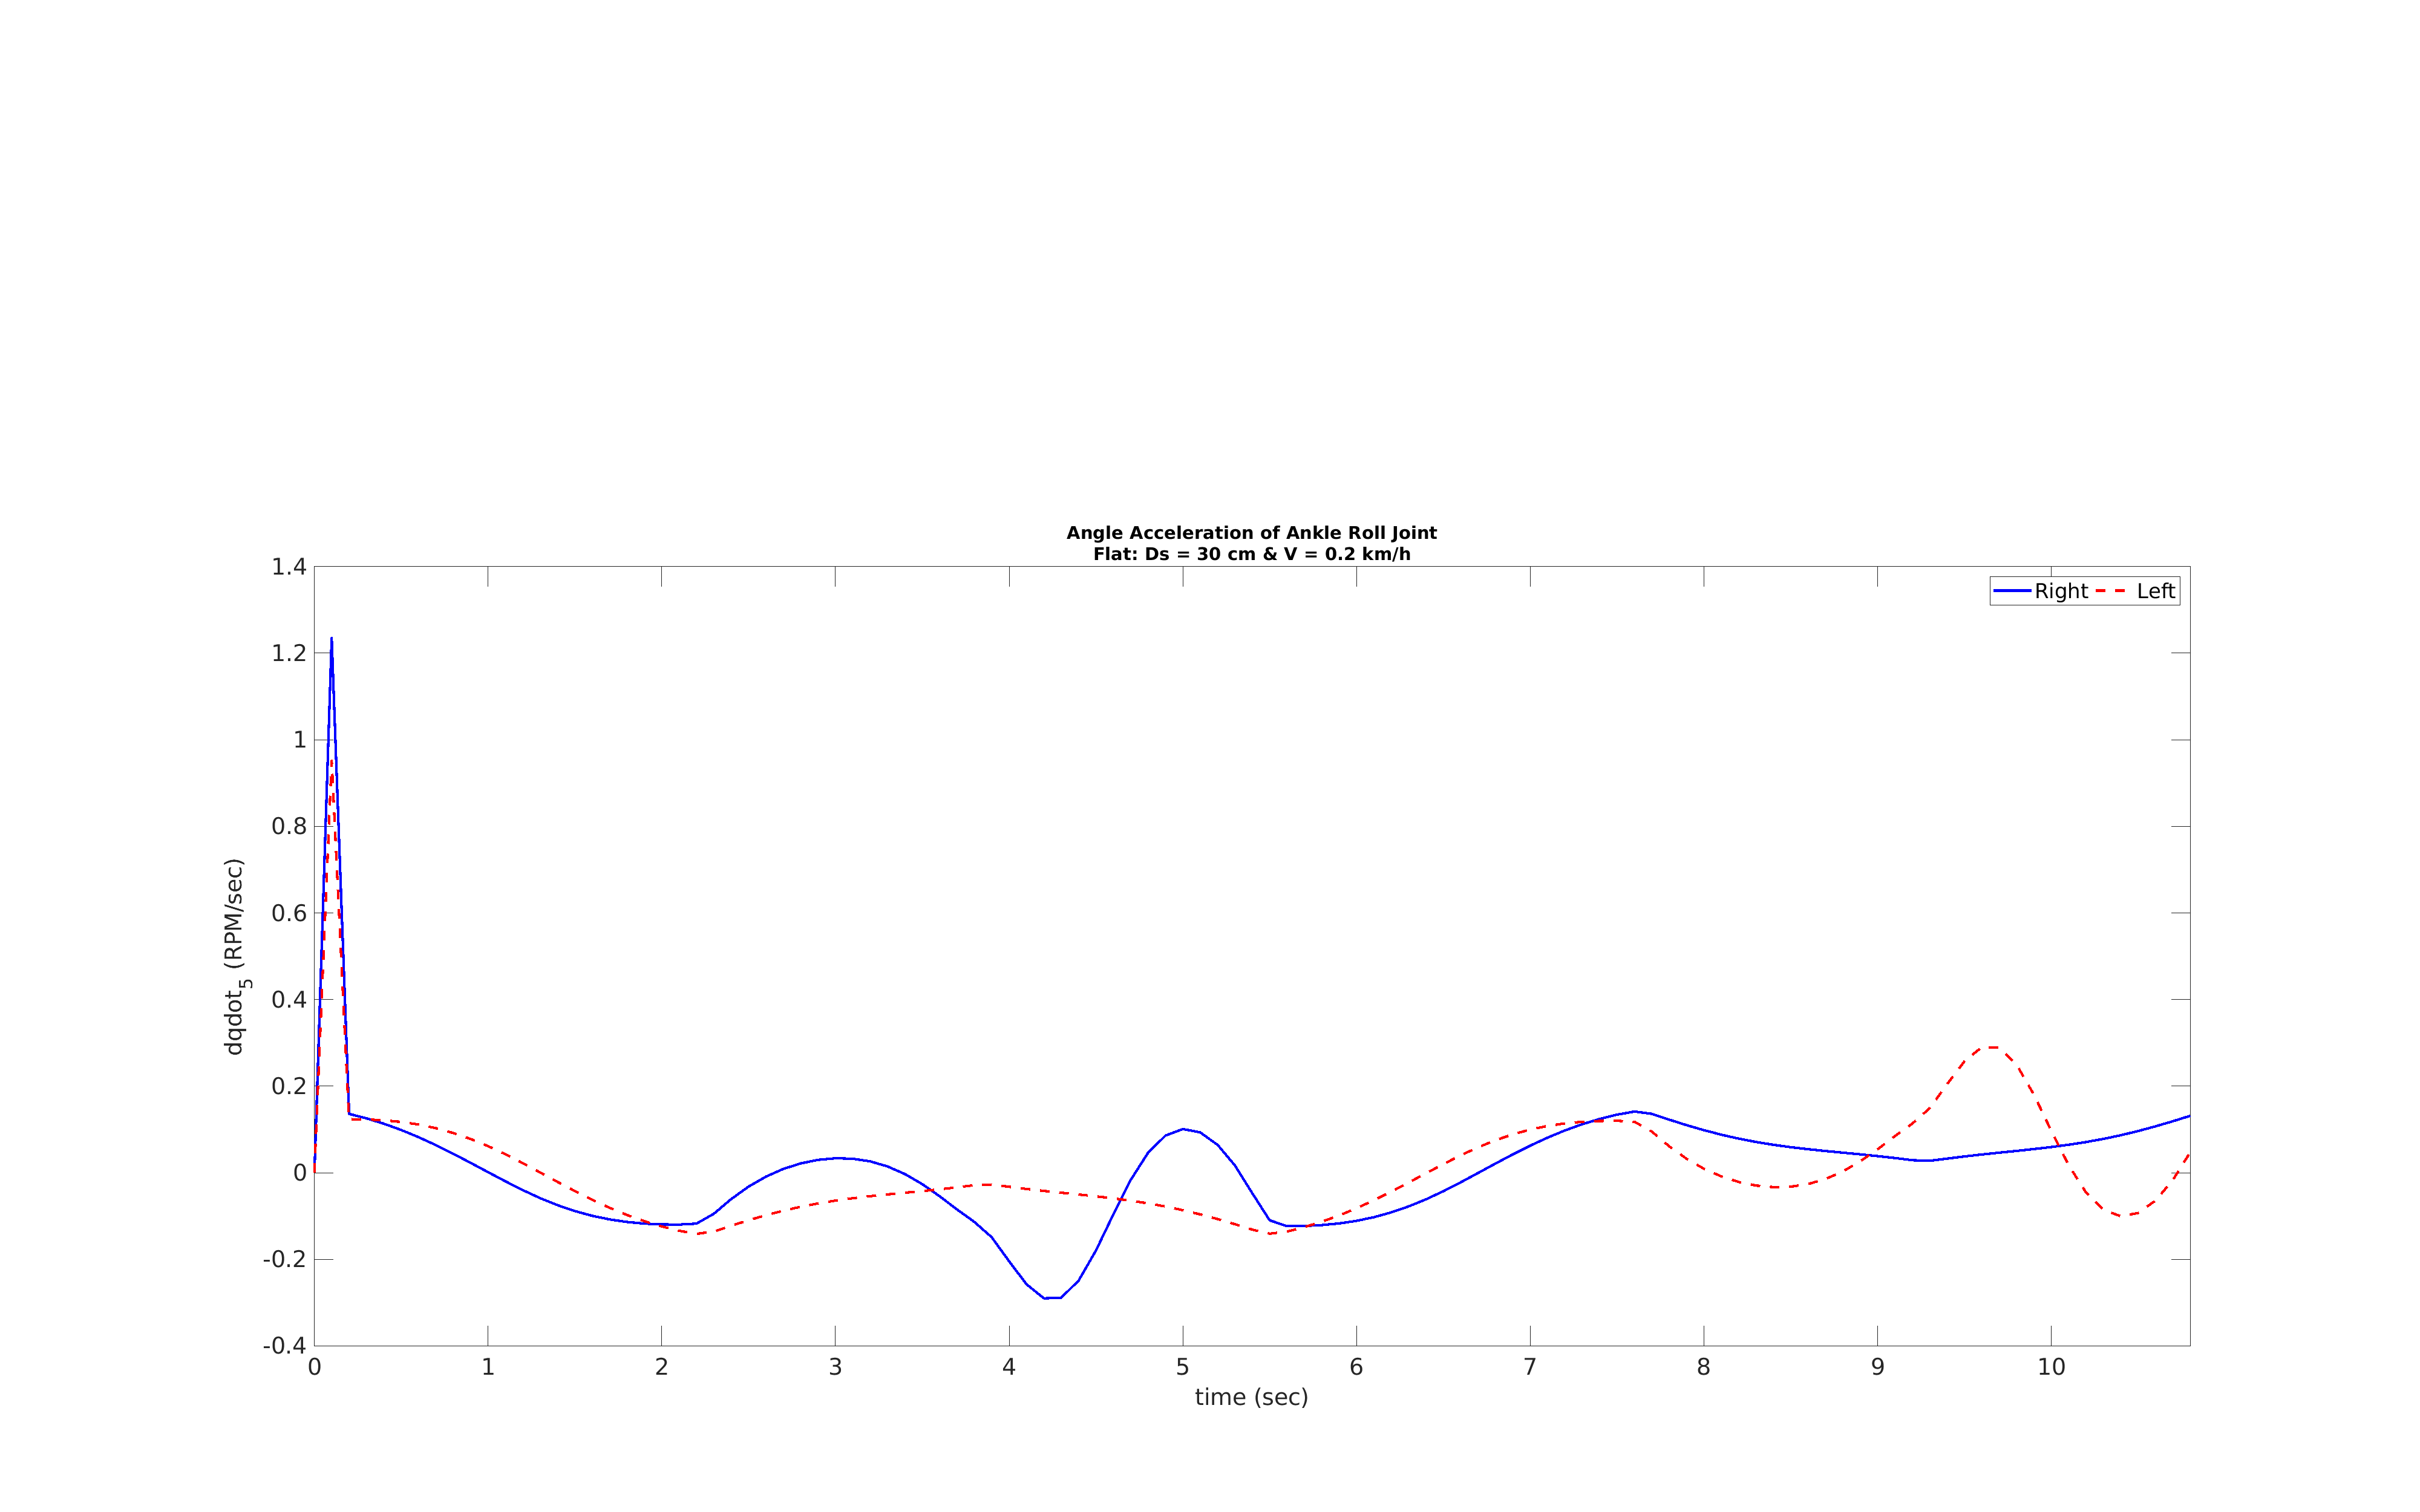 Angle Acceleration of Ankle Roll Joint
Flat: Ds = 30 cm & V = 0.2 km/h
Right Left
1.4
1.2
1
0.8
0.6
0.4
0.2
0
-0.2
-0.4
dqdot5 (RPM/sec)
0 1 2 3 4 5 6 7 8 9 10
time (sec)